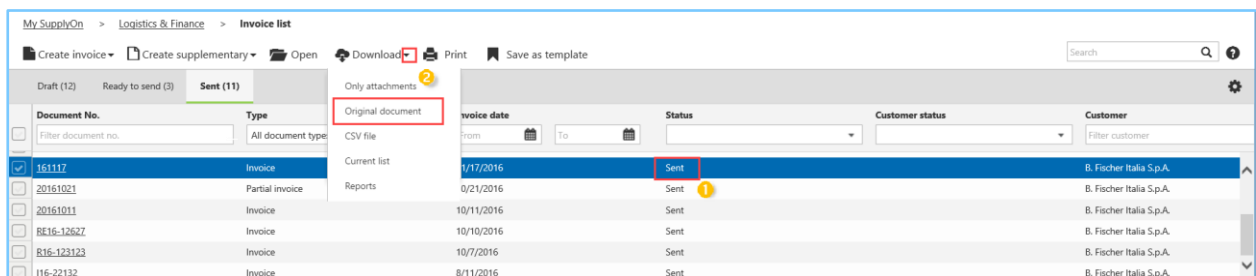 My SupplyOn > Logistics & Finance > Invoice list
Create invoice Create supplementary Open Download Print Save as template Search
2
Draft (12) Ready to send (3) Sent (11) Only attachments
Document No. Type Original document nvoice date Status Customer status Customer
Filter document no. All document type CSV file From To Filter customer
Current list
161117 Invoice 1/17/2016 Sent B. Fischer Italia S.p.A.
Reports
20161021 Partial invoice 0/21/2016 Sent 1 B. Fischer Italia S.p.A.
20161011 Invoice 10/11/2016 Sent B. Fischer Italia S.p.A.
RE16-12627 Invoice 10/10/2016 Sent B. Fischer Italia S.p.A.
R16-123123 Invoice 10/7/2016 Sent B. Fischer Italia S.p.A.
I16-22132 Invoice 8/11/2016 Sent B. Fischer Italia S.p.A.